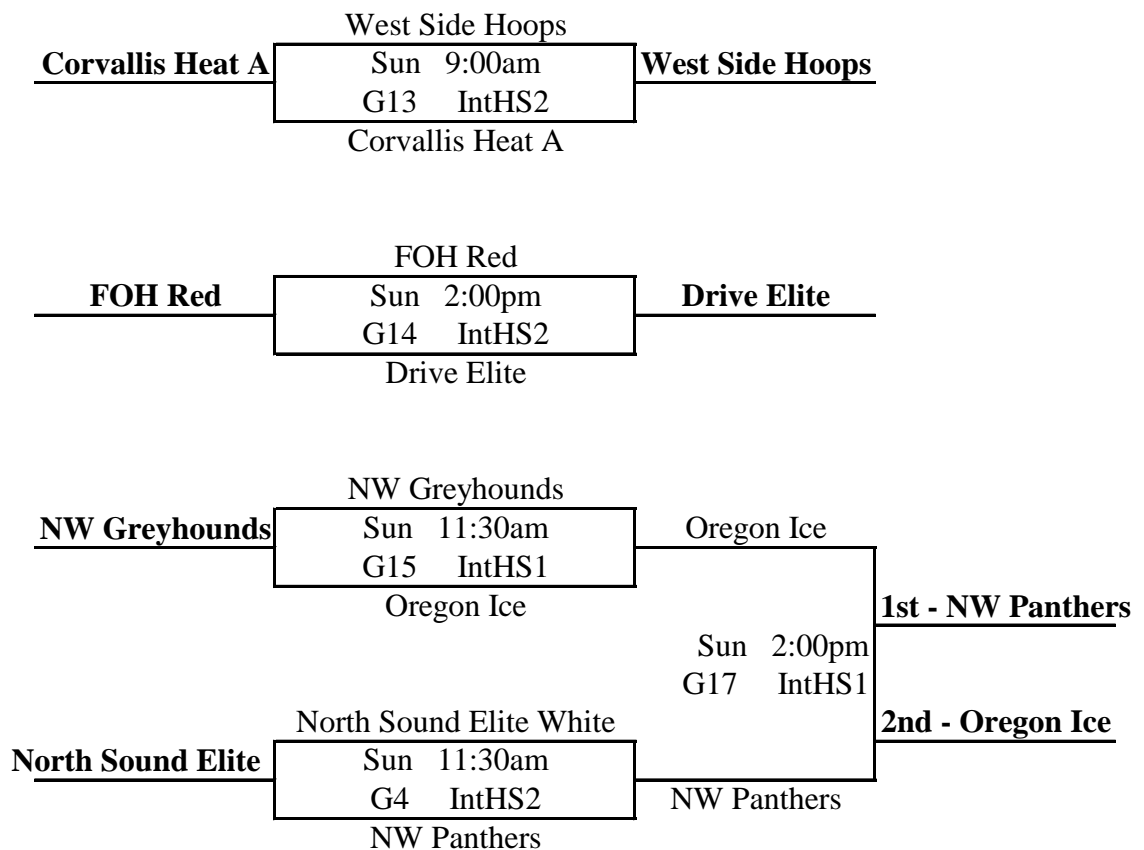 West Side Hoops
Corvallis Heat A Sun 9:00am West Side Hoops
G13 IntHS2
Corvallis Heat A
FOH Red
FOH Red Sun 2:00pm Drive Elite
G14 IntHS2
Drive Elite
NW Greyhounds
NW Greyhounds Sun 11:30am Oregon Ice
G15 IntHS1
Oregon Ice
1st - NW Panthers
Sun 2:00pm
G17 IntHS1
North Sound Elite White
2nd - Oregon Ice
North Sound Elite Sun 11:30am
G4 IntHS2
NW Panthers
NW Panthers